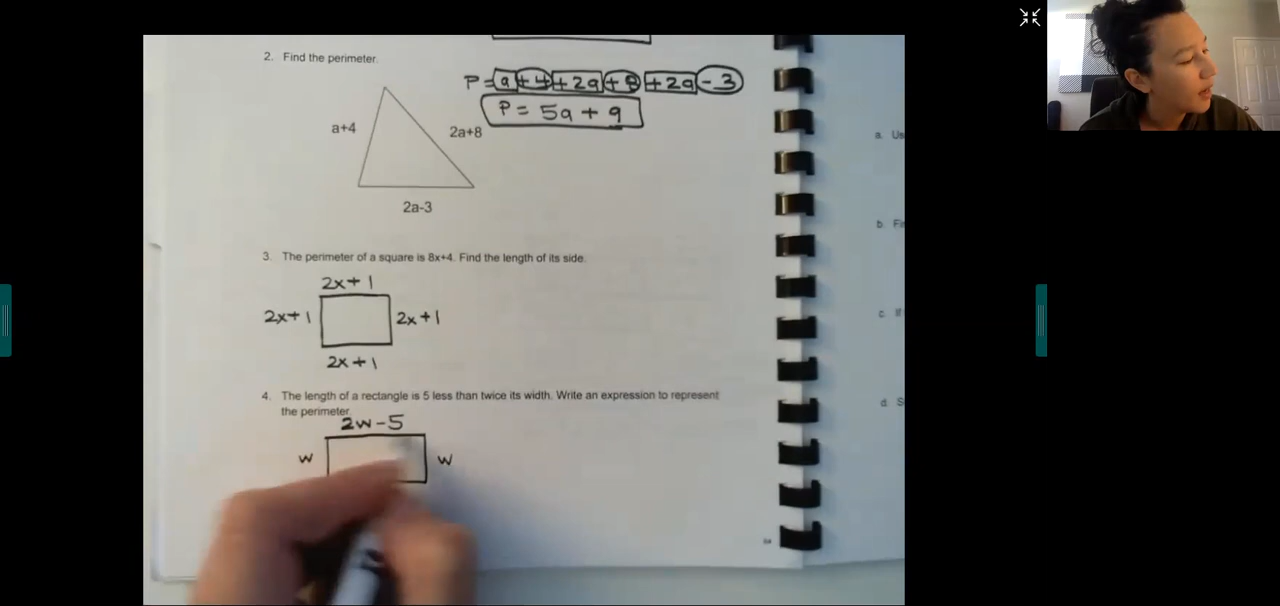 2. Find the perimeter.
P=a+4+2a+8+2a-3
P= 5a + 9
a+4
2a+8
2a-3
a. Us
b. Fi
3. The perimeter of a square is 8x+4. Find the length of its side.
2x+1
2x+1
2x+1
2x+1
c. If
4. The length of a rectangle is 5 less than twice its width. Write an expression to represent
the perimeter.
2w-5
w
w
d. S